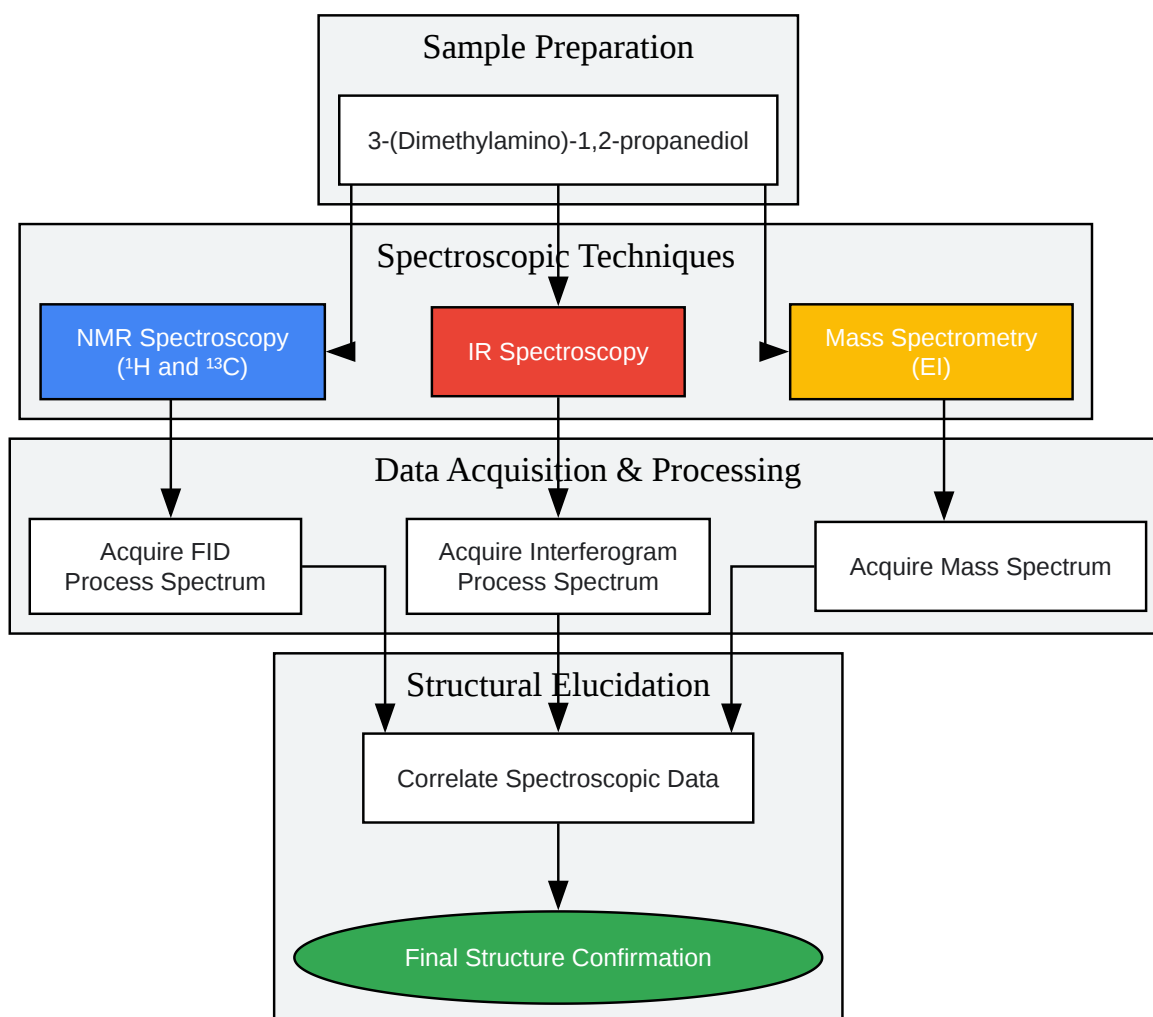 Sample Preparation
3-(Dimethylamino)-1,2-propanediol
Spectroscopic Techniques
NMR Spectroscopy
(¹H and ¹³C)
IR Spectroscopy
Mass Spectrometry
(EI)
Data Acquisition & Processing
Acquire FID
Process Spectrum
Acquire Interferogram
Process Spectrum
Acquire Mass Spectrum
Structural Elucidation
Correlate Spectroscopic Data
Final Structure Confirmation